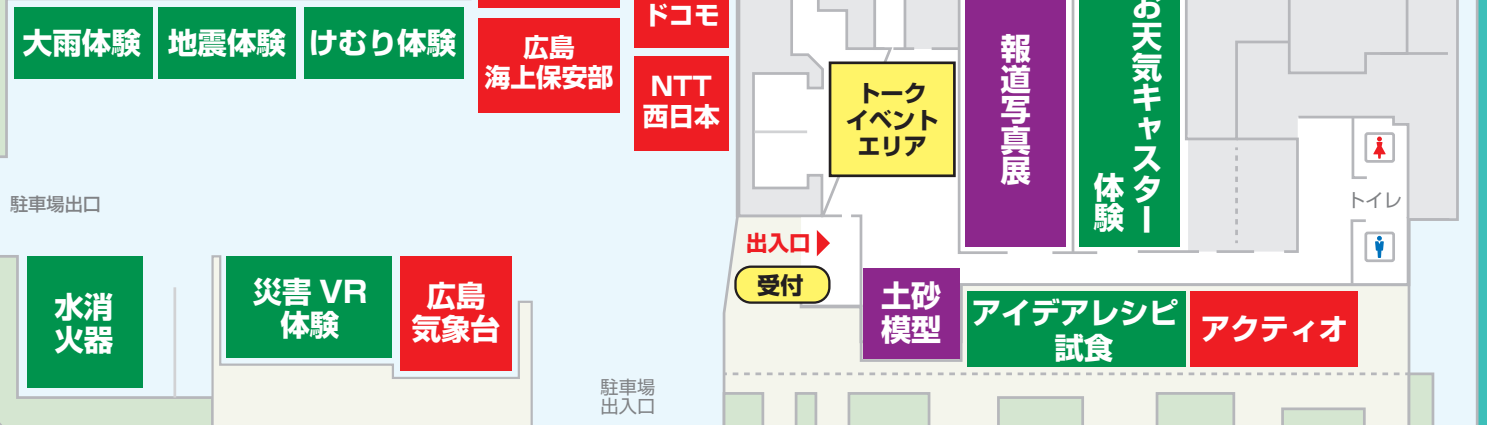 大雨体験
地震体験
けむり体験
広島
海上保安部
ドコモ
NTT
西日本
トーク
イベント
エリア
報道写真展
お天気キャスター
体験
トイレ
駐車場出口
出入口
受付
水消
火器
災害 VR
体験
広島
気象台
土砂
模型
アイデアレシピ
試食
アクティオ
駐車場
出入口